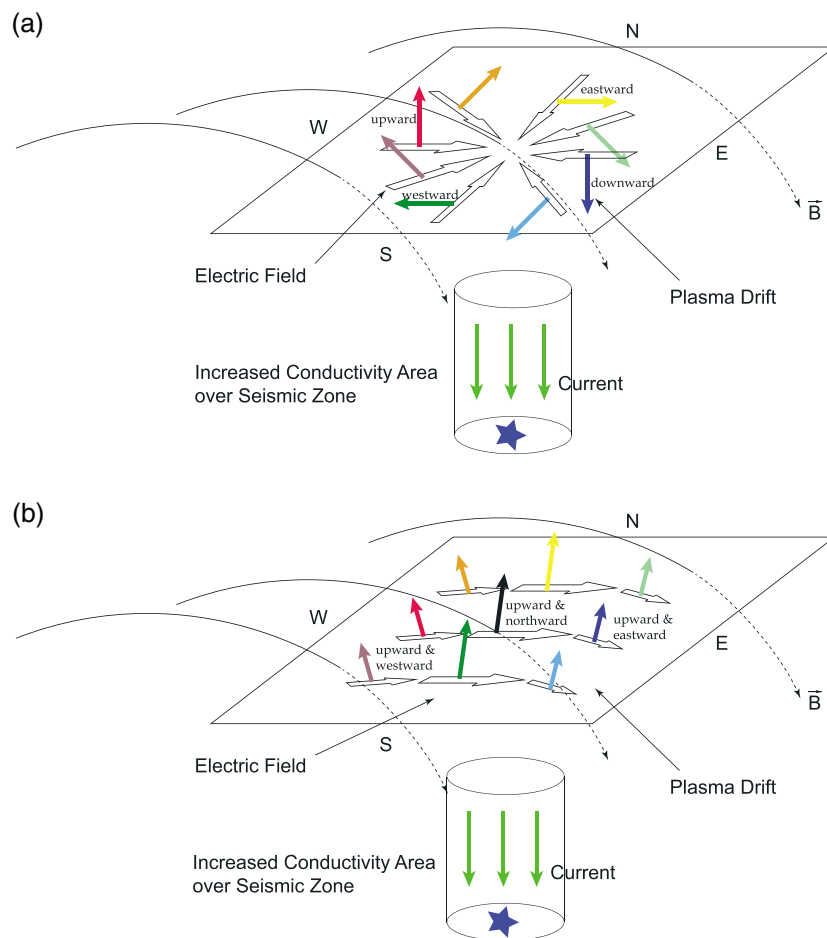 (a)
N
eastward
W
upward
E
westward
downward
B
S
Electric Field
Plasma Drift
Increased Conductivity Area
over Seismic Zone
Current
(b)
N
W
upward &
northward
upward &
eastward
upward &
westward
E
B
S
Electric Field
Plasma Drift
Increased Conductivity Area
over Seismic Zone
Current